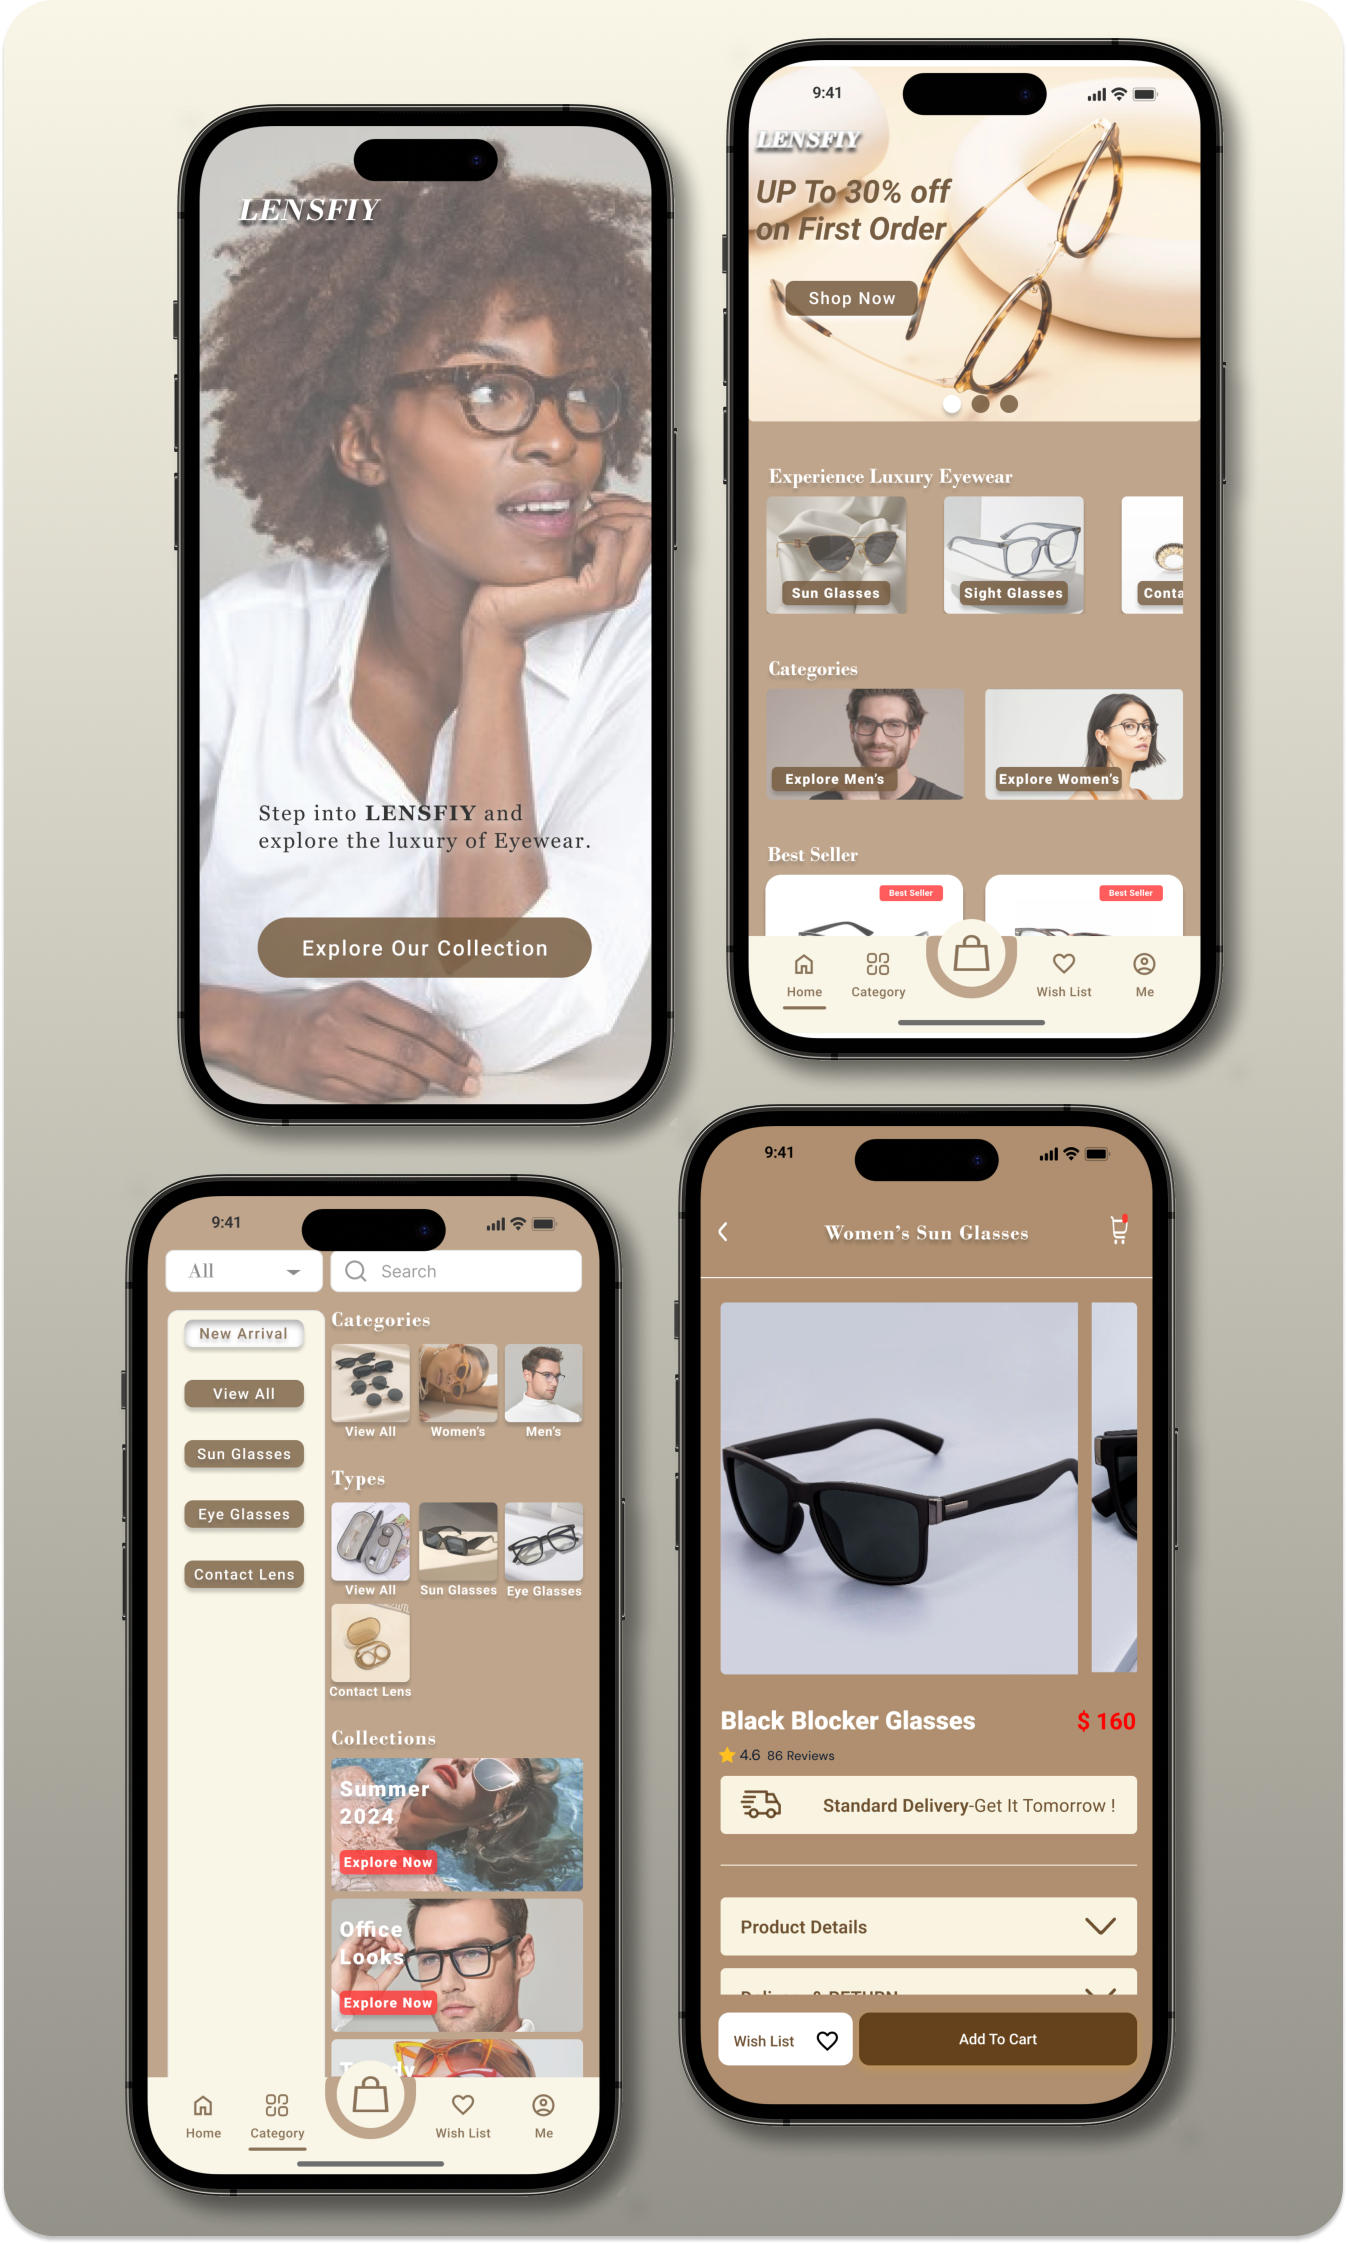 LENSFIY
Step into LENSFIY and
explore the luxury of Eyewear.
Explore Our Collection
9:41
LENSFIY
UP To 30% off
on First Order
Shop Now
Experience Luxury Eyewear
Sun Glasses
Sight Glasses
Conta
Categories
Explore Men's
Explore Women's
Best Seller
Best Seller
Best Seller
Home
Category
Wish List
Me
9:41
All
Search
New Arrival
View All
Sun Glasses
Eye Glasses
Contact Lens
Categories
View All
Women's
Men's
Types
View All
Sun Glasses
Eye Glasses
Contact Lens
Collections
Summer
2024
Explore Now
Office
Looks
Explore Now
Home
Category
Wish List
Me
9:41
Women's Sun Glasses
Black Blocker Glasses
$ 160
4.6 86 Reviews
Standard Delivery-Get It Tomorrow !
Product Details
Delivery & RETURN
Wish List
Add To Cart